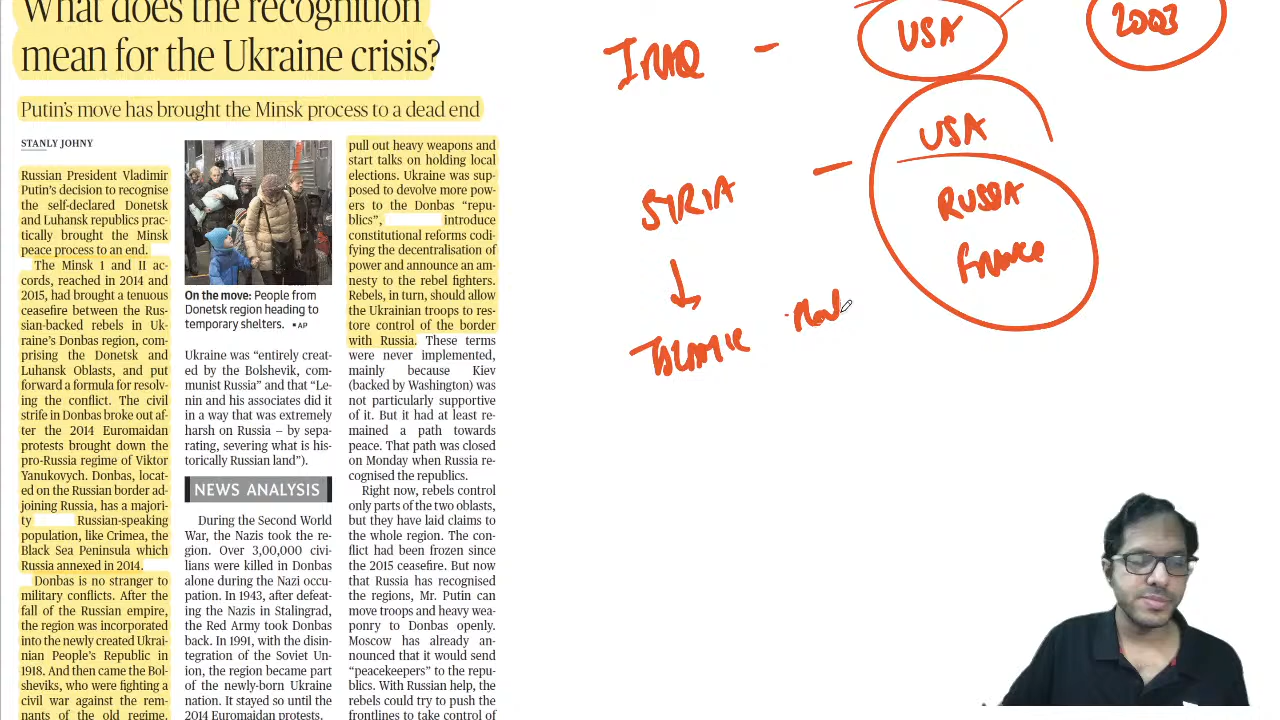 What does the recognition
mean for the Ukraine crisis?
Putin's move has brought the Minsk process to a dead end
STANLY JOHNY
Russian President Vladimir
Putin's decision to recognise
the self-declared Donetsk
and Luhansk republics prac-
tically brought the Minsk
peace process to an end.
The Minsk I and II ac-
cords, reached in 2014 and
2015, had brought a tenuous
ceasefire between the Rus-
sian-backed rebels in Uk-
raine's Donbas region, com-
prising the Donetsk and
Luhansk Oblasts, and put
forward a formula for resolv-
ing the conflict. The civil
strife in Donbas broke out af-
ter the 2014 Euromaidan
protests brought down the
pro-Russia regime of Viktor
Yanukovych. Donbas, locat-
ed on the Russian border ad-
joining Russia, has a majori-
ty Russian-speaking
population, like Crimea, the
Black Sea Peninsula which
Russia annexed in 2014.
Donbas is no stranger to
military conflicts. After the
fall of the Russian empire,
the region was incorporated
into the newly created Ukrai-
nian People's Republic in
1918. And then came the Bol-
sheviks, who were fighting a
civil war against the rem-
nants of the old regime.
On the move: People from
Donetsk region heading to
temporary shelters. ▪AP
Ukraine was "entirely creat-
ed by the Bolshevik, com-
munist Russia" and that "Le-
nin and his associates did it
in a way that was extremely
harsh on Russia – by sepa-
rating, severing what is his-
torically Russian land").
NEWS ANALYSIS
During the Second World
War, the Nazis took the re-
gion. Over 3,00,000 civi-
lians were killed in Donbas
alone during the Nazi occu-
pation. In 1943, after defeat-
ing the Nazis in Stalingrad,
the Red Army took Donbas
back. In 1991, with the disin-
tegration of the Soviet Un-
ion, the region became part
of the newly-born Ukraine
nation. It stayed so until the
2014 Euromaidan protests.
pull out heavy weapons and
start talks on holding local
elections. Ukraine was sup-
posed to devolve more pow-
ers to the Donbas "repu-
blics", introduce
constitutional reforms codi-
fying the decentralisation of
power and announce an am-
nesty to the rebel fighters.
Rebels, in turn, should allow
the Ukrainian troops to res-
tore control of the border
with Russia. These terms
were never implemented,
mainly because Kiev
(backed by Washington) was
not particularly supportive
of it. But it had at least re-
mained a path towards
peace. That path was closed
on Monday when Russia re-
cognised the republics.
Right now, rebels control
only parts of the two oblasts,
but they have laid claims to
the whole region. The con-
flict had been frozen since
the 2015 ceasefire. But now
that Russia has recognised
the regions, Mr. Putin can
move troops and heavy wea-
ponry to Donbas openly.
Moscow has already an-
nounced that it would send
"peacekeepers" to the repu-
blics. With Russian help, the
rebels could try to push the
frontlines to take control of
IRAQ - USA 2003
SYRIA - USA
RUSSIA
France
ISLAMIC